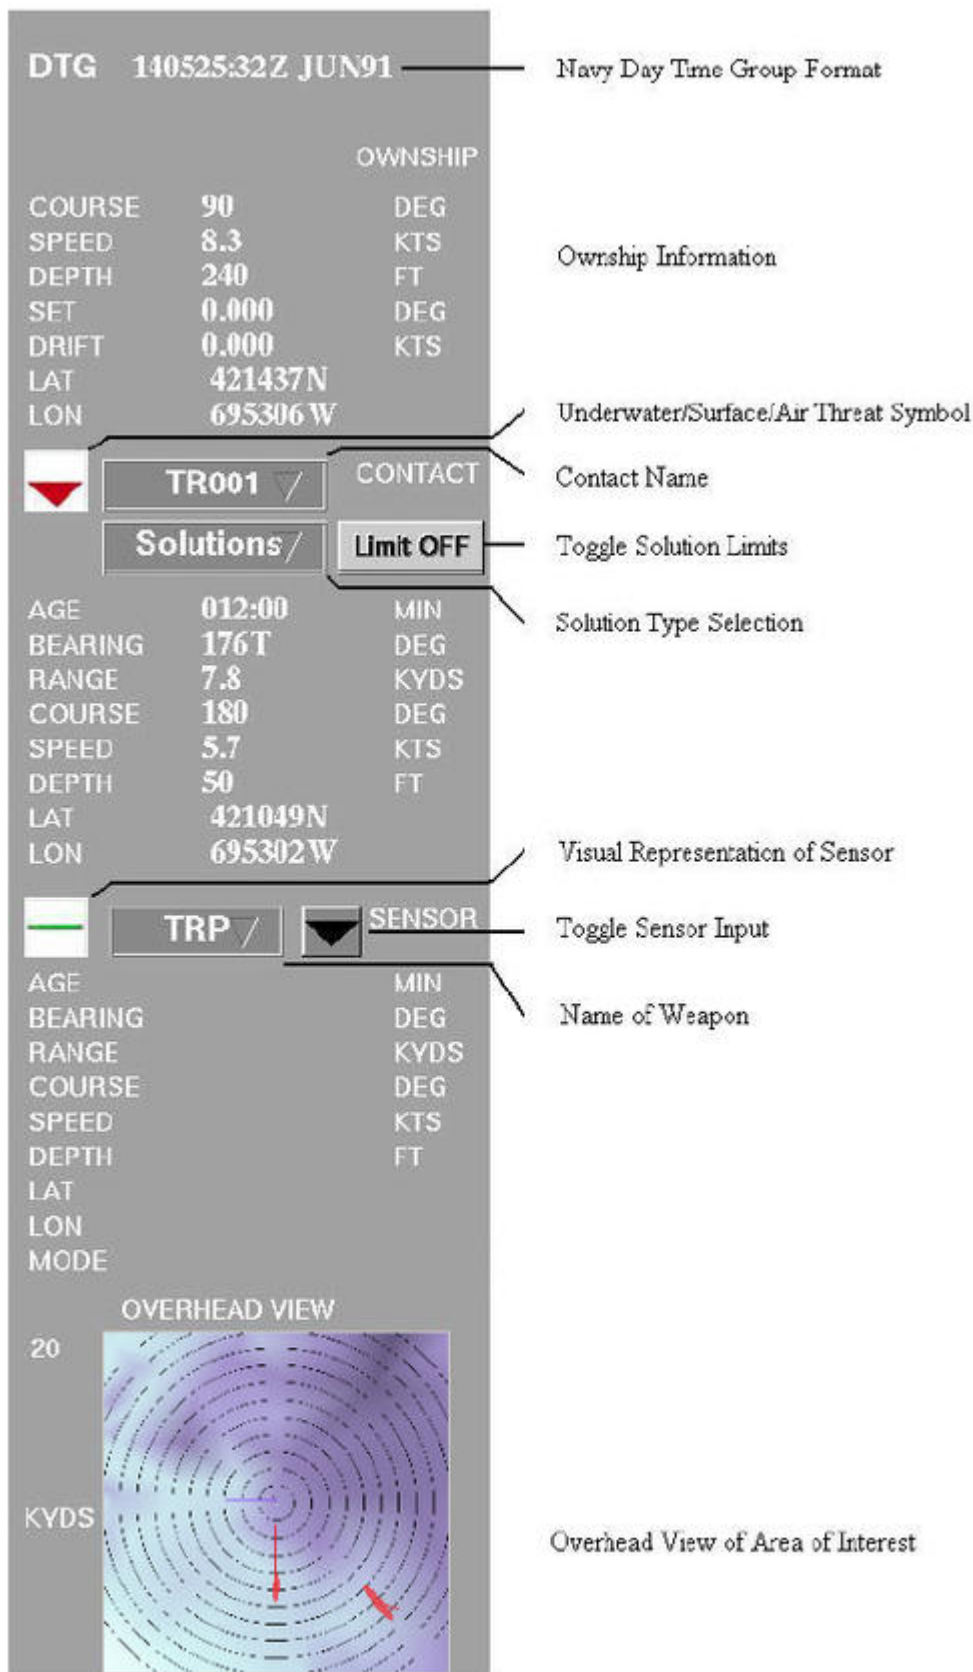 DTG 140525:32Z JUN91 Navy Day Time Group Format
OWNSHIP
COURSE 90 DEG
SPEED 8.3 KTS
Ownship Information
DEPTH 240 FT
SET 0.000 DEG
DRIFT 0.000 KTS
LAT 421437N
LON 695306W
Underwater/Surface/Air Threat Symbol
TR001 CONTACT
Contact Name
Solutions Limit OFF Toggle Solution Limits
AGE 012:00 MIN
Solution Type Selection
BEARING 176T DEG
RANGE 7.8 KYDS
COURSE 180 DEG
SPEED 5.7 KTS
DEPTH 50 FT
LAT 421049N
LON 695302W
Visual Representation of Sensor
TRP SENSOR
Toggle Sensor Input
AGE MIN
BEARING DEG
Name of Weapon
RANGE KYDS
COURSE DEG
SPEED KTS
DEPTH FT
LAT
LON
MODE
OVERHEAD VIEW
20
KYDS
Overhead View of Area of Interest